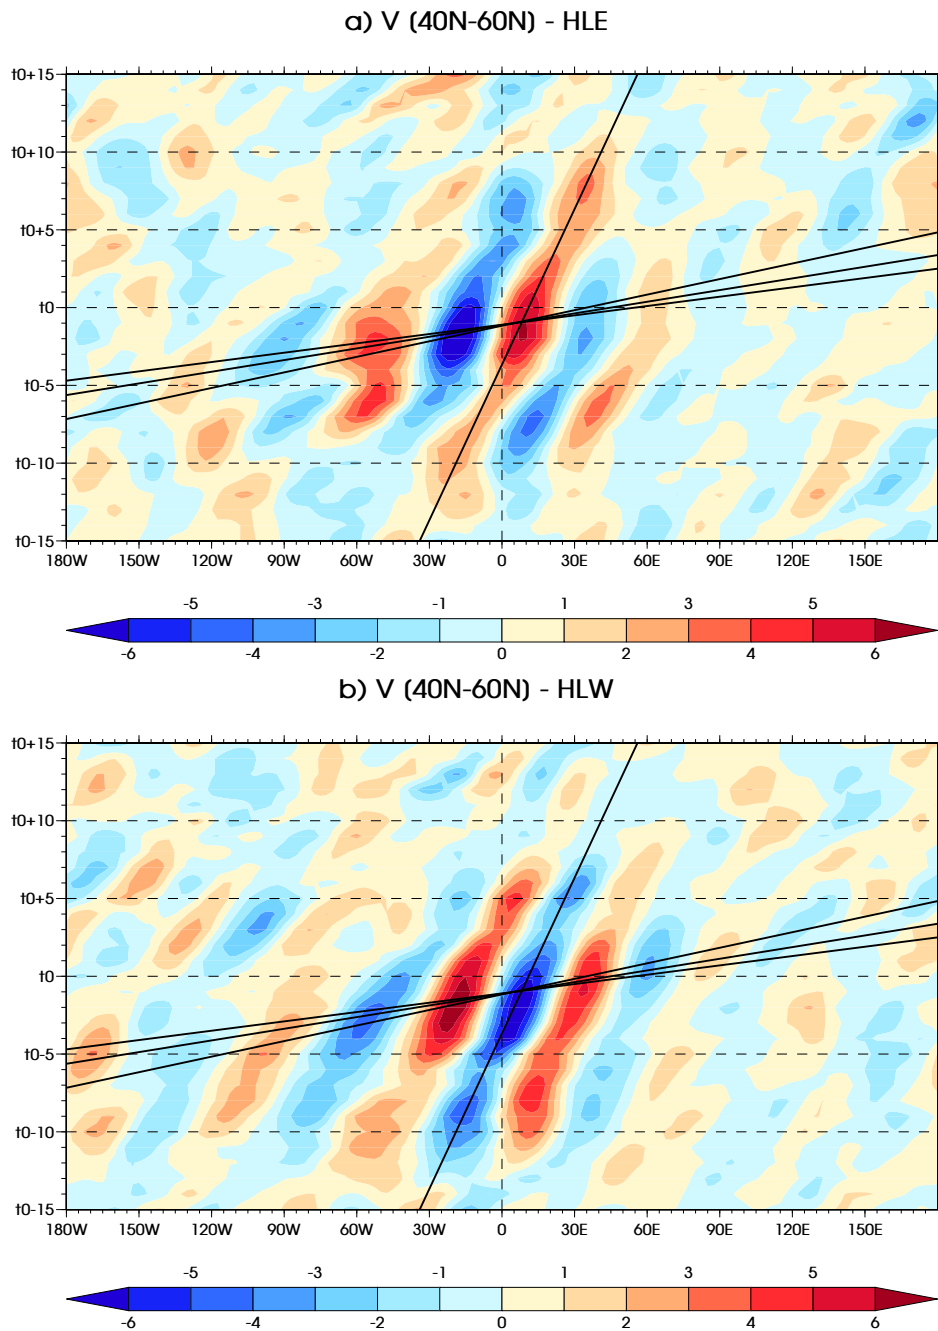 a) V (40N-60N) - HLE
t0+15
t0+10
t0+5
t0
t0-5
t0-10
t0-15
180W 150W 120W 90W 60W 30W 0 30E 60E 90E 120E 150E
-5 -3 -1 1 3 5
-6 -4 -2 0 2 4 6
b) V (40N-60N) - HLW
t0+15
t0+10
t0+5
t0
t0-5
t0-10
t0-15
180W 150W 120W 90W 60W 30W 0 30E 60E 90E 120E 150E
-5 -3 -1 1 3 5
-6 -4 -2 0 2 4 6